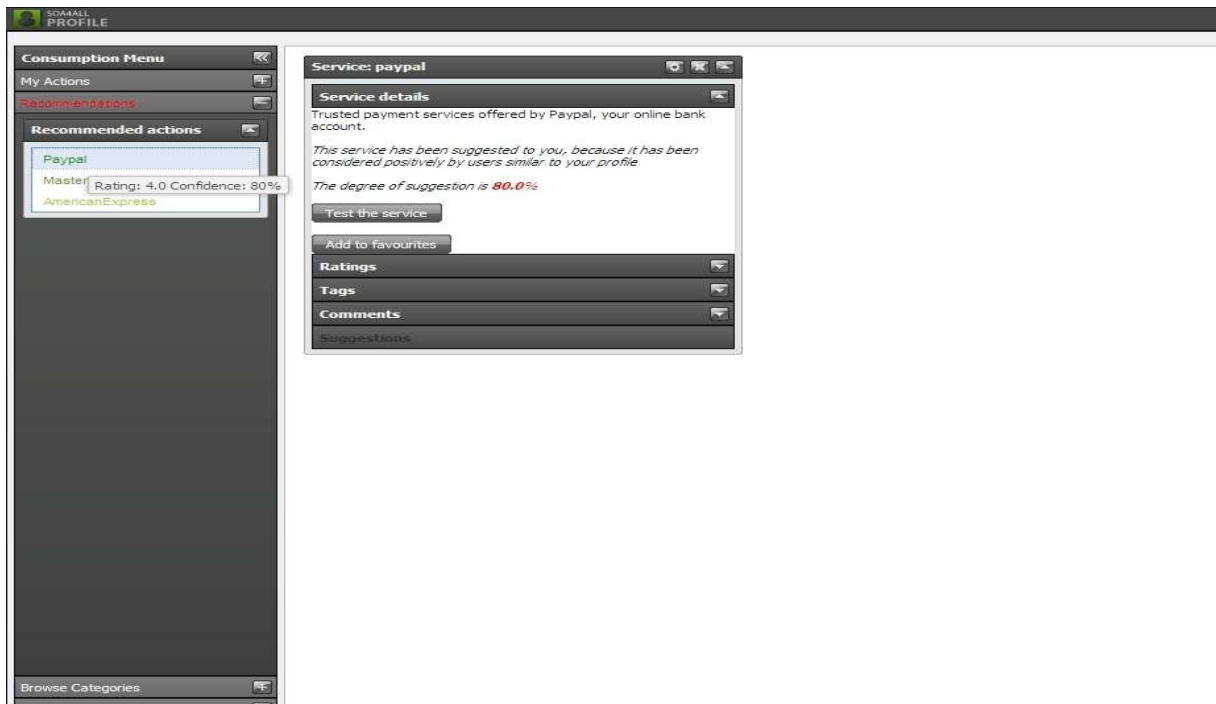 SOA4ALL
PROFILE
Consumption Menu
My Actions
Recommendations
Recommended actions
Paypal
Master
Rating: 4.0 Confidence: 80%
AmericanExpress
Browse Categories
Service: paypal
Service details
Trusted payment services offered by Paypal, your online bank
account.
This service has been suggested to you, because it has been
considered positively by users similar to your profile
The degree of suggestion is 80.0%
Test the service
Add to favourites
Ratings
Tags
Comments
Suggestions